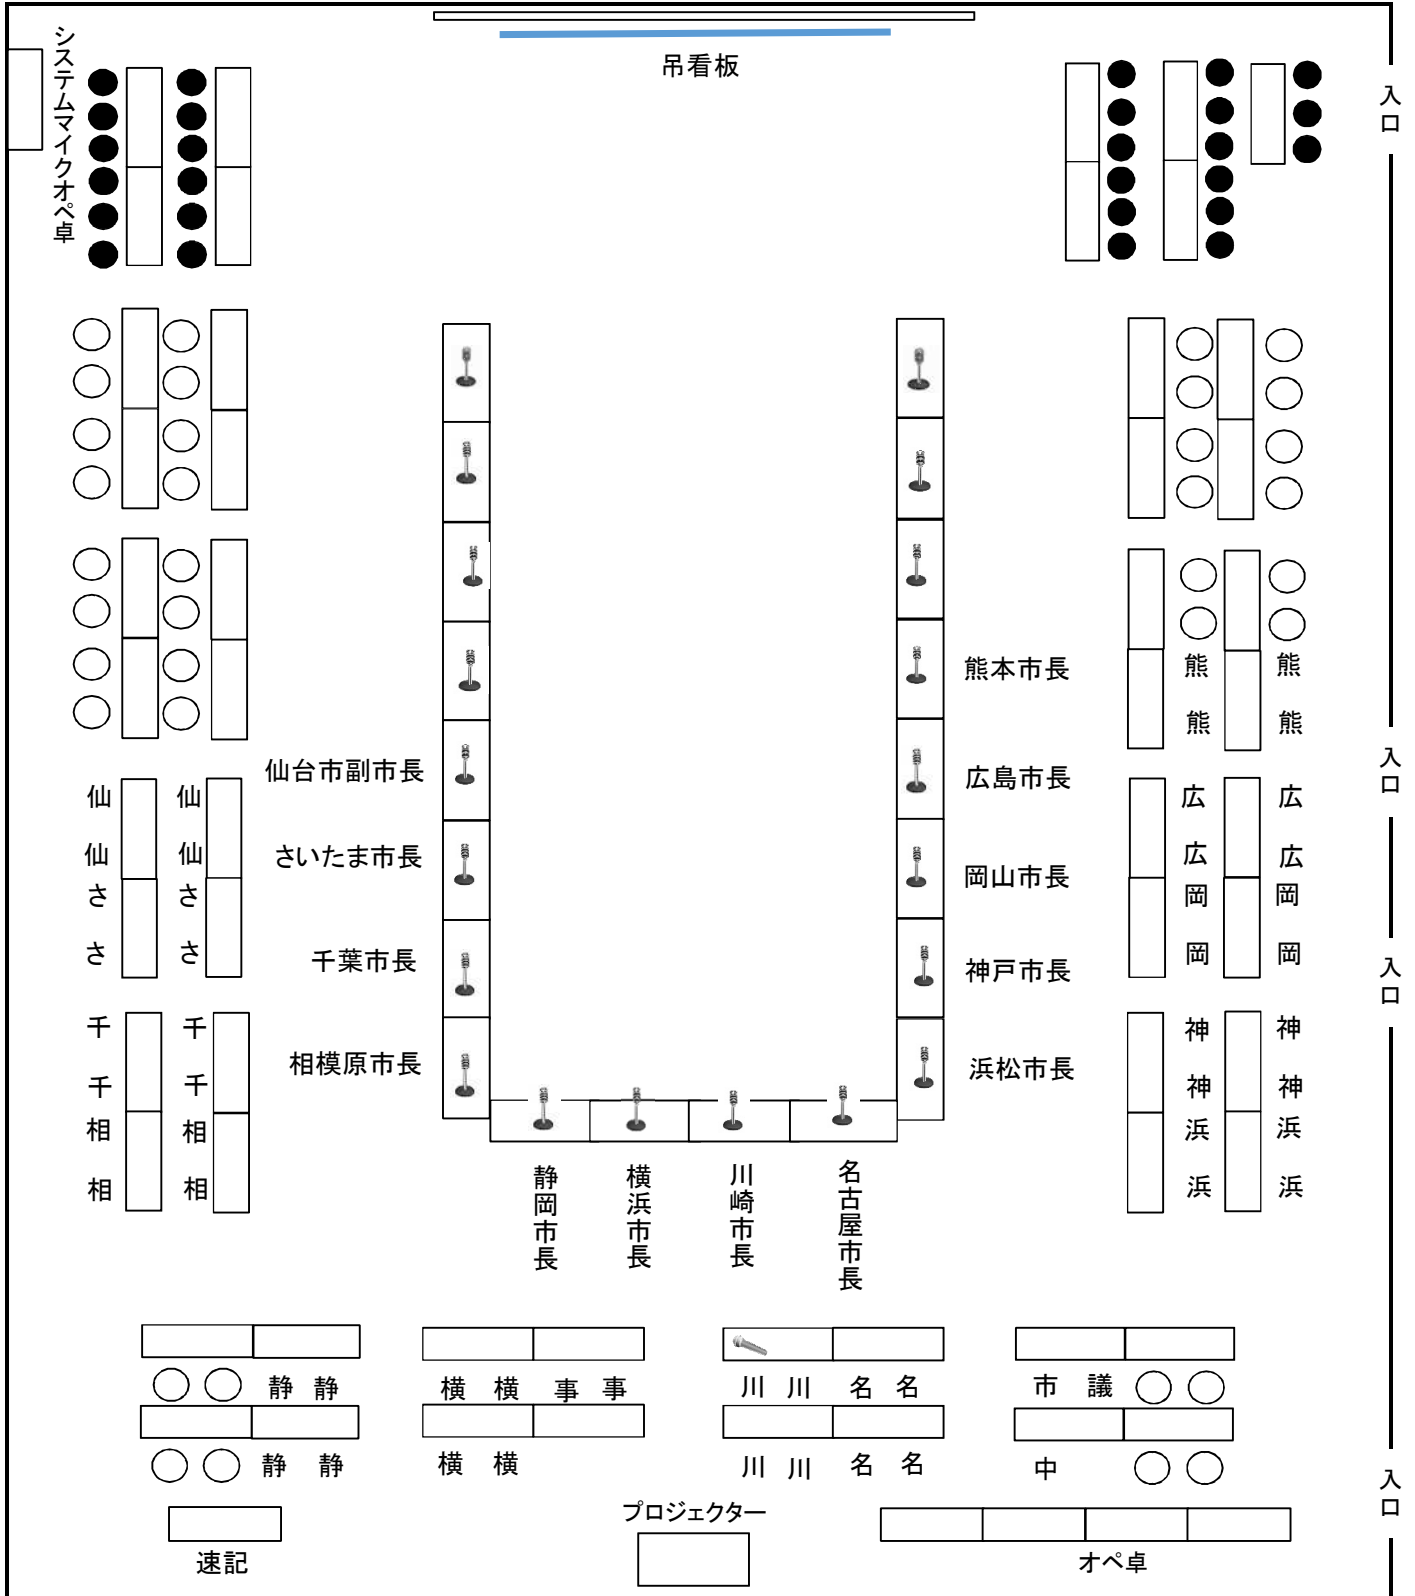 吊看板
システムマイクオペ卓
入口
熊本市長
熊 熊
熊 熊
仙台市副市長
広島市長
入口
仙 仙
広 広
仙 仙
さいたま市長
広 広
岡山市長
さ さ
岡 岡
さ さ
千葉市長
神戸市長
岡 岡
入口
千 千
相模原市長
浜松市長
神 神
千 千
神 神
相 相
浜 浜
相 相
浜 浜
静岡市長
横浜市長
川崎市長
名古屋市長
静 静
横 横 事 事
川 川 名 名
市 議
静 静
横 横
川 川 名 名
中
入口
速記
プロジェクター
オペ卓